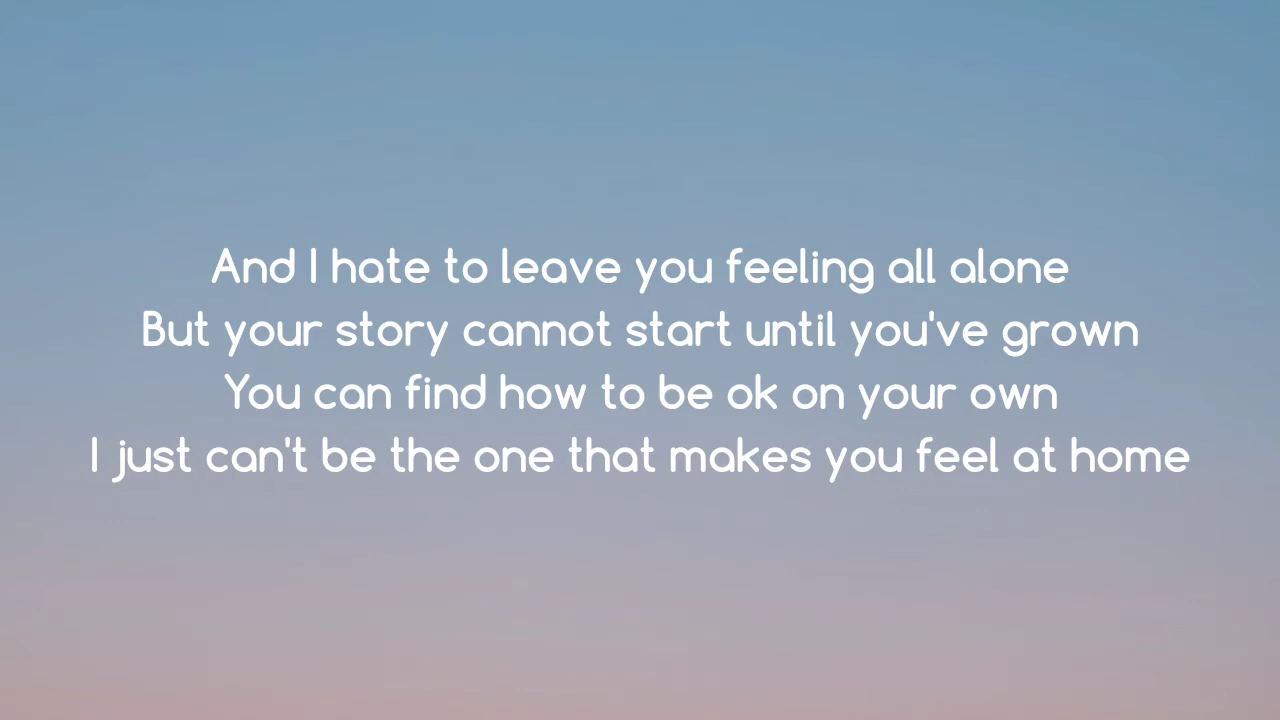 And I hate to leave you feeling all alone
But your story cannot start until you've grown
You can find how to be ok on your own
I just can't be the one that makes you feel at home